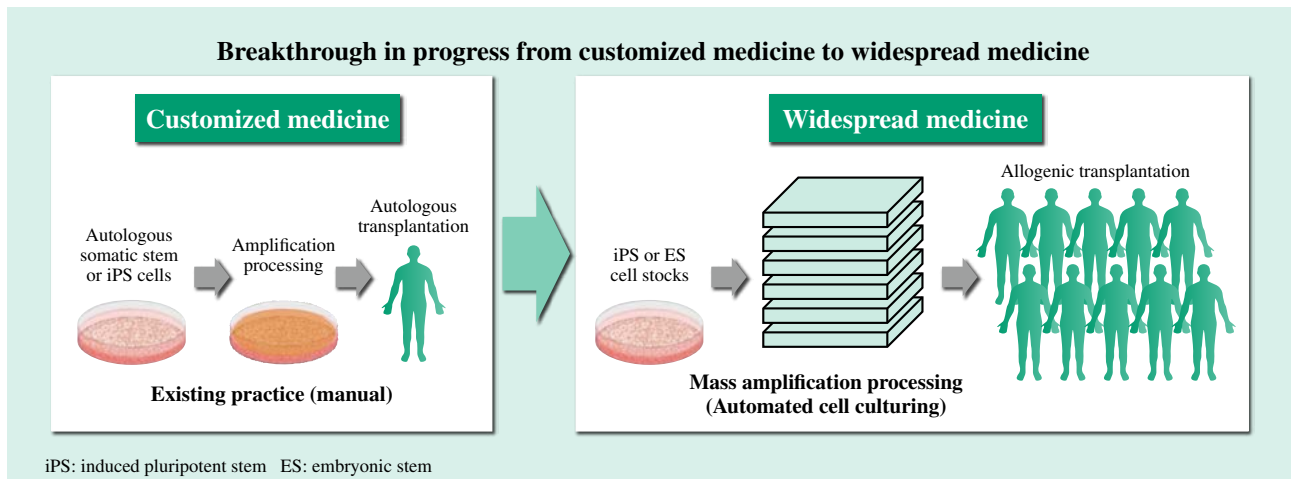 Breakthrough in progress from customized medicine to widespread medicine
Customized medicine
Autologous
somatic stem
or iPS cells
Amplification
processing
Autologous
transplantation
Existing practice (manual)
Widespread medicine
iPS or ES
cell stocks
Mass amplification processing
(Automated cell culturing)
Allogenic transplantation
iPS: induced pluripotent stem   ES: embryonic stem